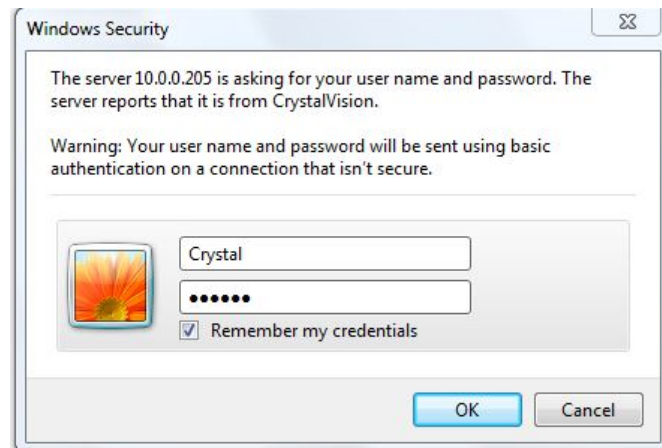 Windows Security
The server 10.0.0.205 is asking for your user name and password. The
server reports that it is from CrystalVision.
Warning: Your user name and password will be sent using basic
authentication on a connection that isn't secure.
Crystal
••••••
Remember my credentials
OK Cancel